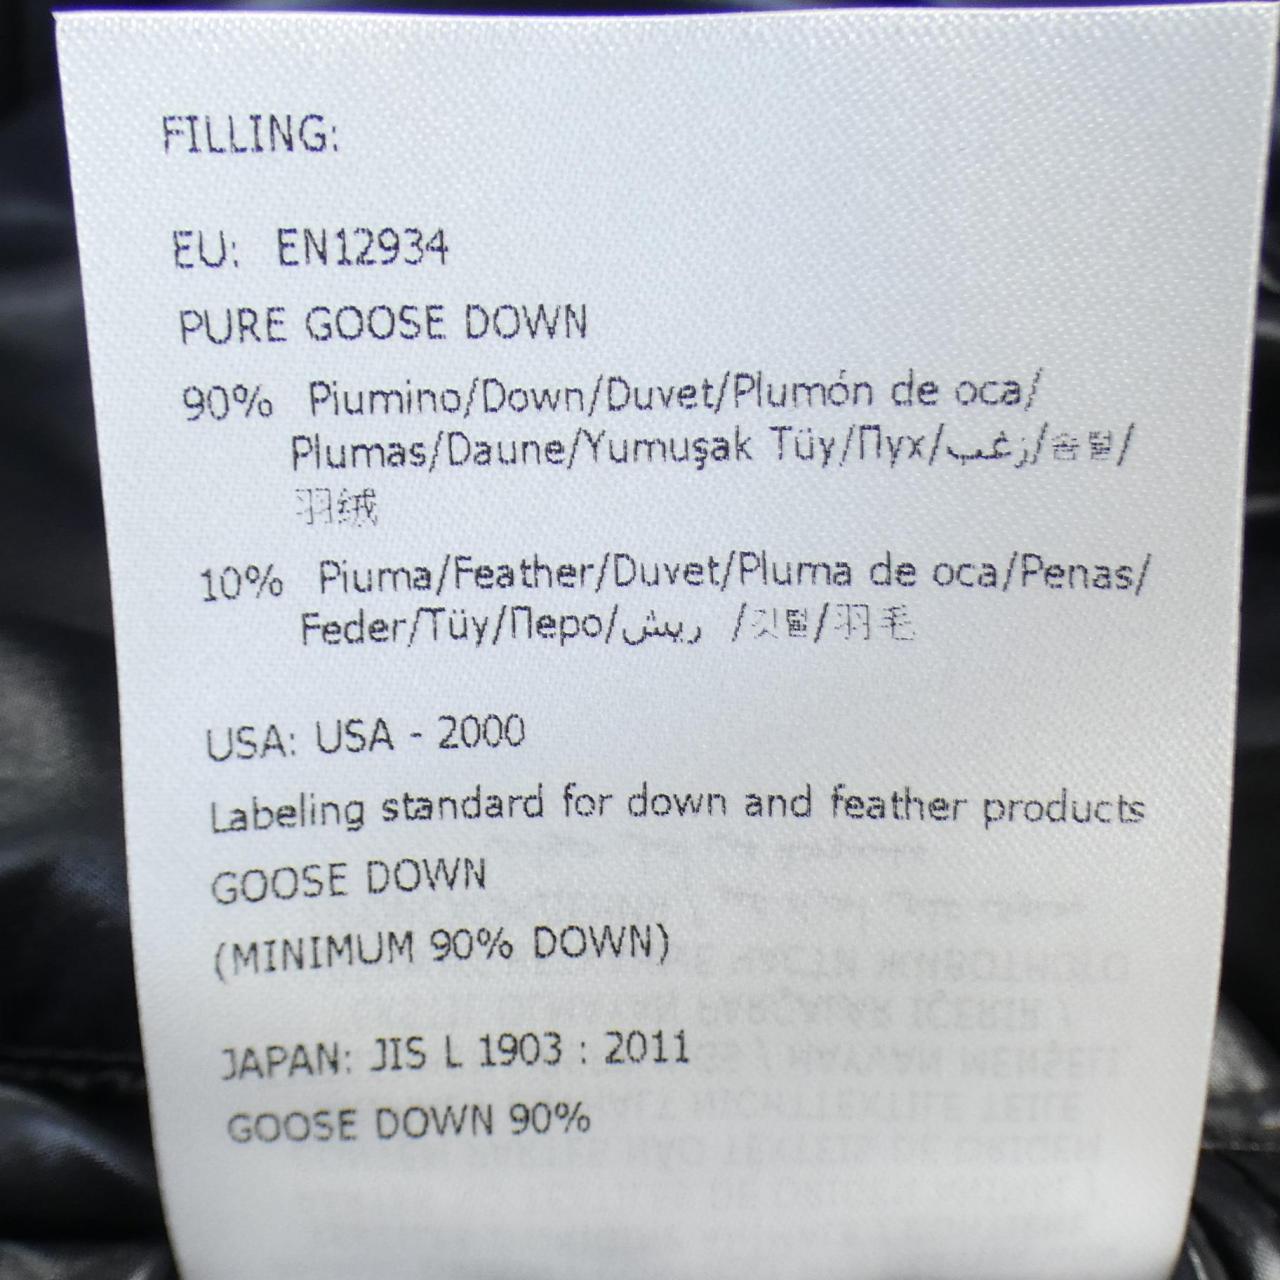 FILLING:
EU: EN12934
PURE GOOSE DOWN
90% Piumino/Down/Duvet/Plumón de oca/
Plumas/Daune/Yumuşak Tüy/Пух/زغب/솜털/
羽绒
10% Piuma/Feather/Duvet/Pluma de oca/Penas/
Feder/Tüy/Перо/ريش /깃털/羽毛
USA: USA - 2000
Labeling standard for down and feather products
GOOSE DOWN
(MINIMUM 90% DOWN)
JAPAN: JIS L 1903 : 2011
GOOSE DOWN 90%